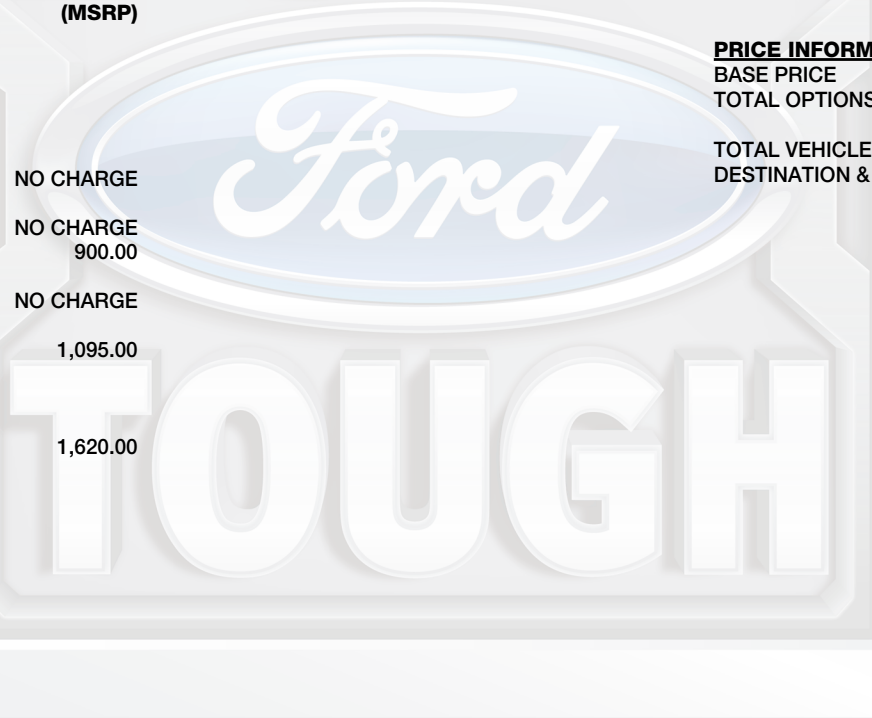 (MSRP)
NO CHARGE
NO CHARGE
900.00
NO CHARGE
1,095.00
1,620.00
PRICE INFORM
BASE PRICE
TOTAL OPTIONS
TOTAL VEHICLE
DESTINATION &
Ford
TOUGH